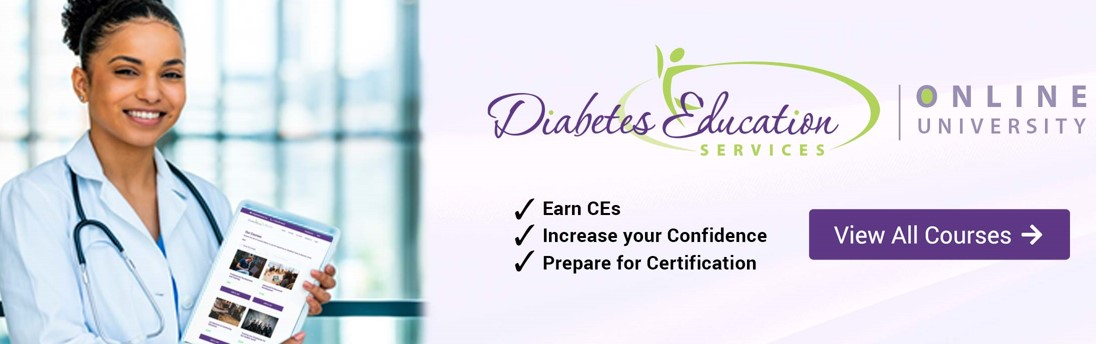 Diabetes Education
SERVICES
ONLINE
UNIVERSITY
Earn CEs
Increase your Confidence
Prepare for Certification
View All Courses